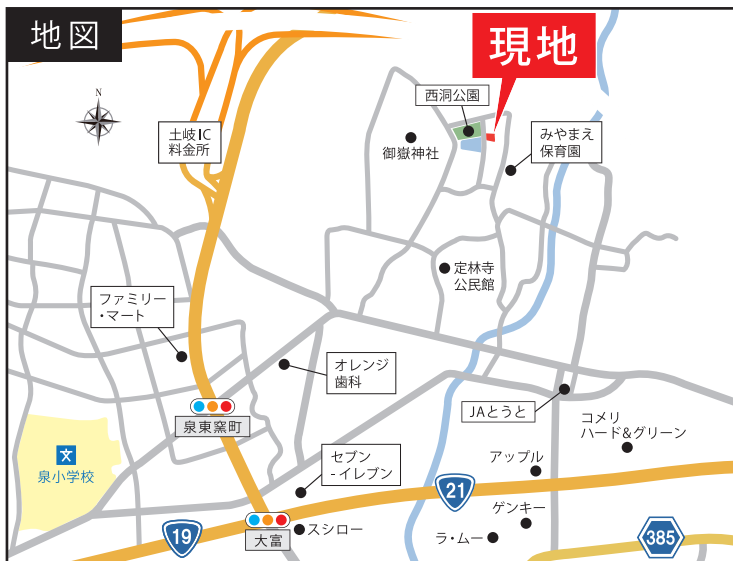 地図
現地
N
西洞公園
土岐IC
料金所
御嶽神社
みやまえ
保育園
定林寺
公民館
ファミリー
・マート
オレンジ
歯科
JAとうと
泉東窯町
コメリ
ハード&グリーン
セブン
-イレブン
アップル
文
泉小学校
21
ゲンキー
19
大富
スシロー
ラ・ムー
385